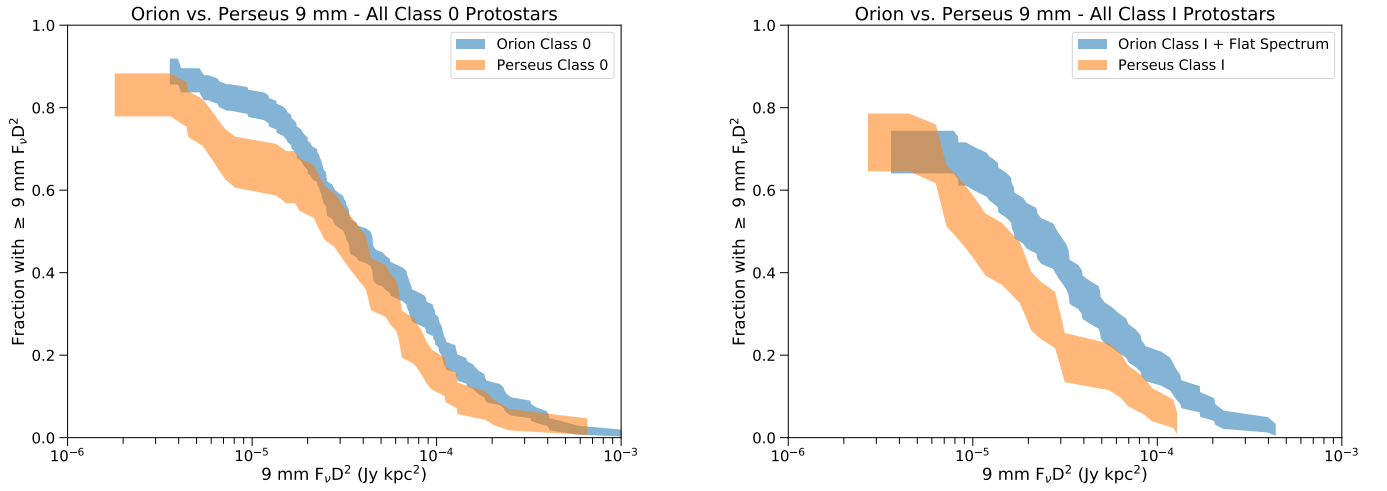 Orion vs. Perseus 9 mm - All Class 0 Protostars
1.0
0.8
0.6
0.4
0.2
0.0
Fraction with ≥ 9 mm FνD²
Orion Class 0
Perseus Class 0
10⁻⁶
10⁻⁵
10⁻⁴
10⁻³
9 mm FνD² (Jy kpc²)
Orion vs. Perseus 9 mm - All Class I Protostars
1.0
0.8
0.6
0.4
0.2
0.0
Fraction with ≥ 9 mm FνD²
Orion Class I + Flat Spectrum
Perseus Class I
10⁻⁶
10⁻⁵
10⁻⁴
10⁻³
9 mm FνD² (Jy kpc²)